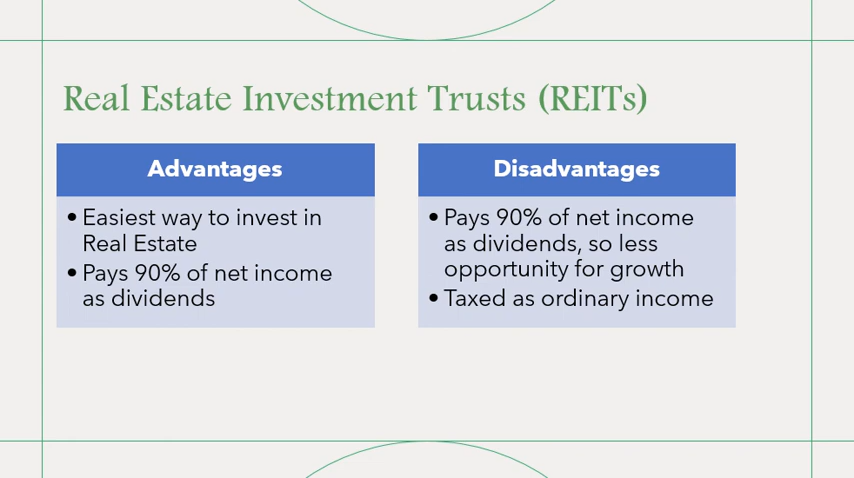 Real Estate Investment Trusts (REITs)
Advantages
• Easiest way to invest in
Real Estate
• Pays 90% of net income
as dividends
Disadvantages
• Pays 90% of net income
as dividends, so less
opportunity for growth
• Taxed as ordinary income